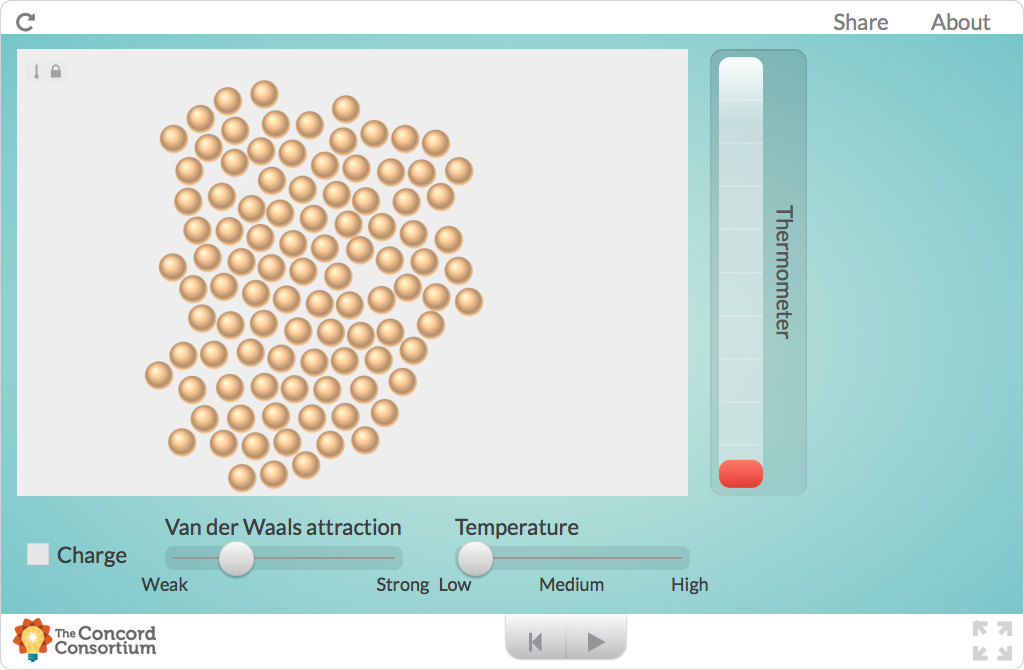 Share About
Thermometer
Van der Waals attraction Temperature
Charge
Weak Strong Low Medium High
The Concord
Consortium